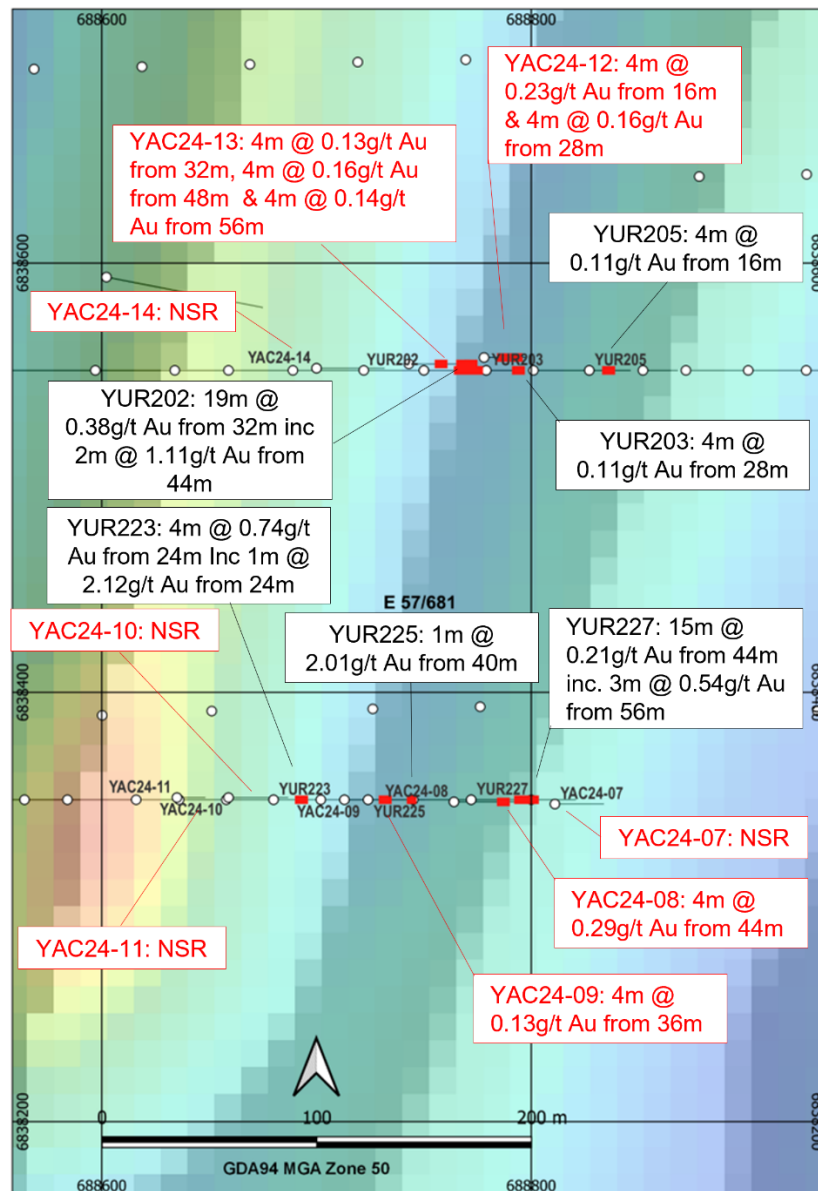 688600
688800
YAC24-12: 4m @
0.23g/t Au from 16m
& 4m @ 0.16g/t Au
from 28m
YAC24-13: 4m @ 0.13g/t Au
from 32m, 4m @ 0.16g/t Au
from 48m & 4m @ 0.14g/t
Au from 56m
YUR205: 4m @
0.11g/t Au from 16m
6838600
6838600
YAC24-14: NSR
YAC24-14
YUR202
YUR203
YUR205
YUR202: 19m @
0.38g/t Au from 32m inc
2m @ 1.11g/t Au from
44m
YUR203: 4m @
0.11g/t Au from 28m
YUR223: 4m @ 0.74g/t
Au from 24m Inc 1m @
2.12g/t Au from 24m
E 57/681
YAC24-10: NSR
YUR225: 1m @
2.01g/t Au from 40m
YUR227: 15m @
0.21g/t Au from 44m
inc. 3m @ 0.54g/t Au
from 56m
6838400
6838400
YAC24-11
YAC24-10
YUR223
YAC24-09
YAC24-08
YUR225
YUR227
YAC24-07
YAC24-07: NSR
YAC24-08: 4m @
0.29g/t Au from 44m
YAC24-11: NSR
YAC24-09: 4m @
0.13g/t Au from 36m
6838200
6838200
0
100
200 m
GDA94 MGA Zone 50
688600
688800